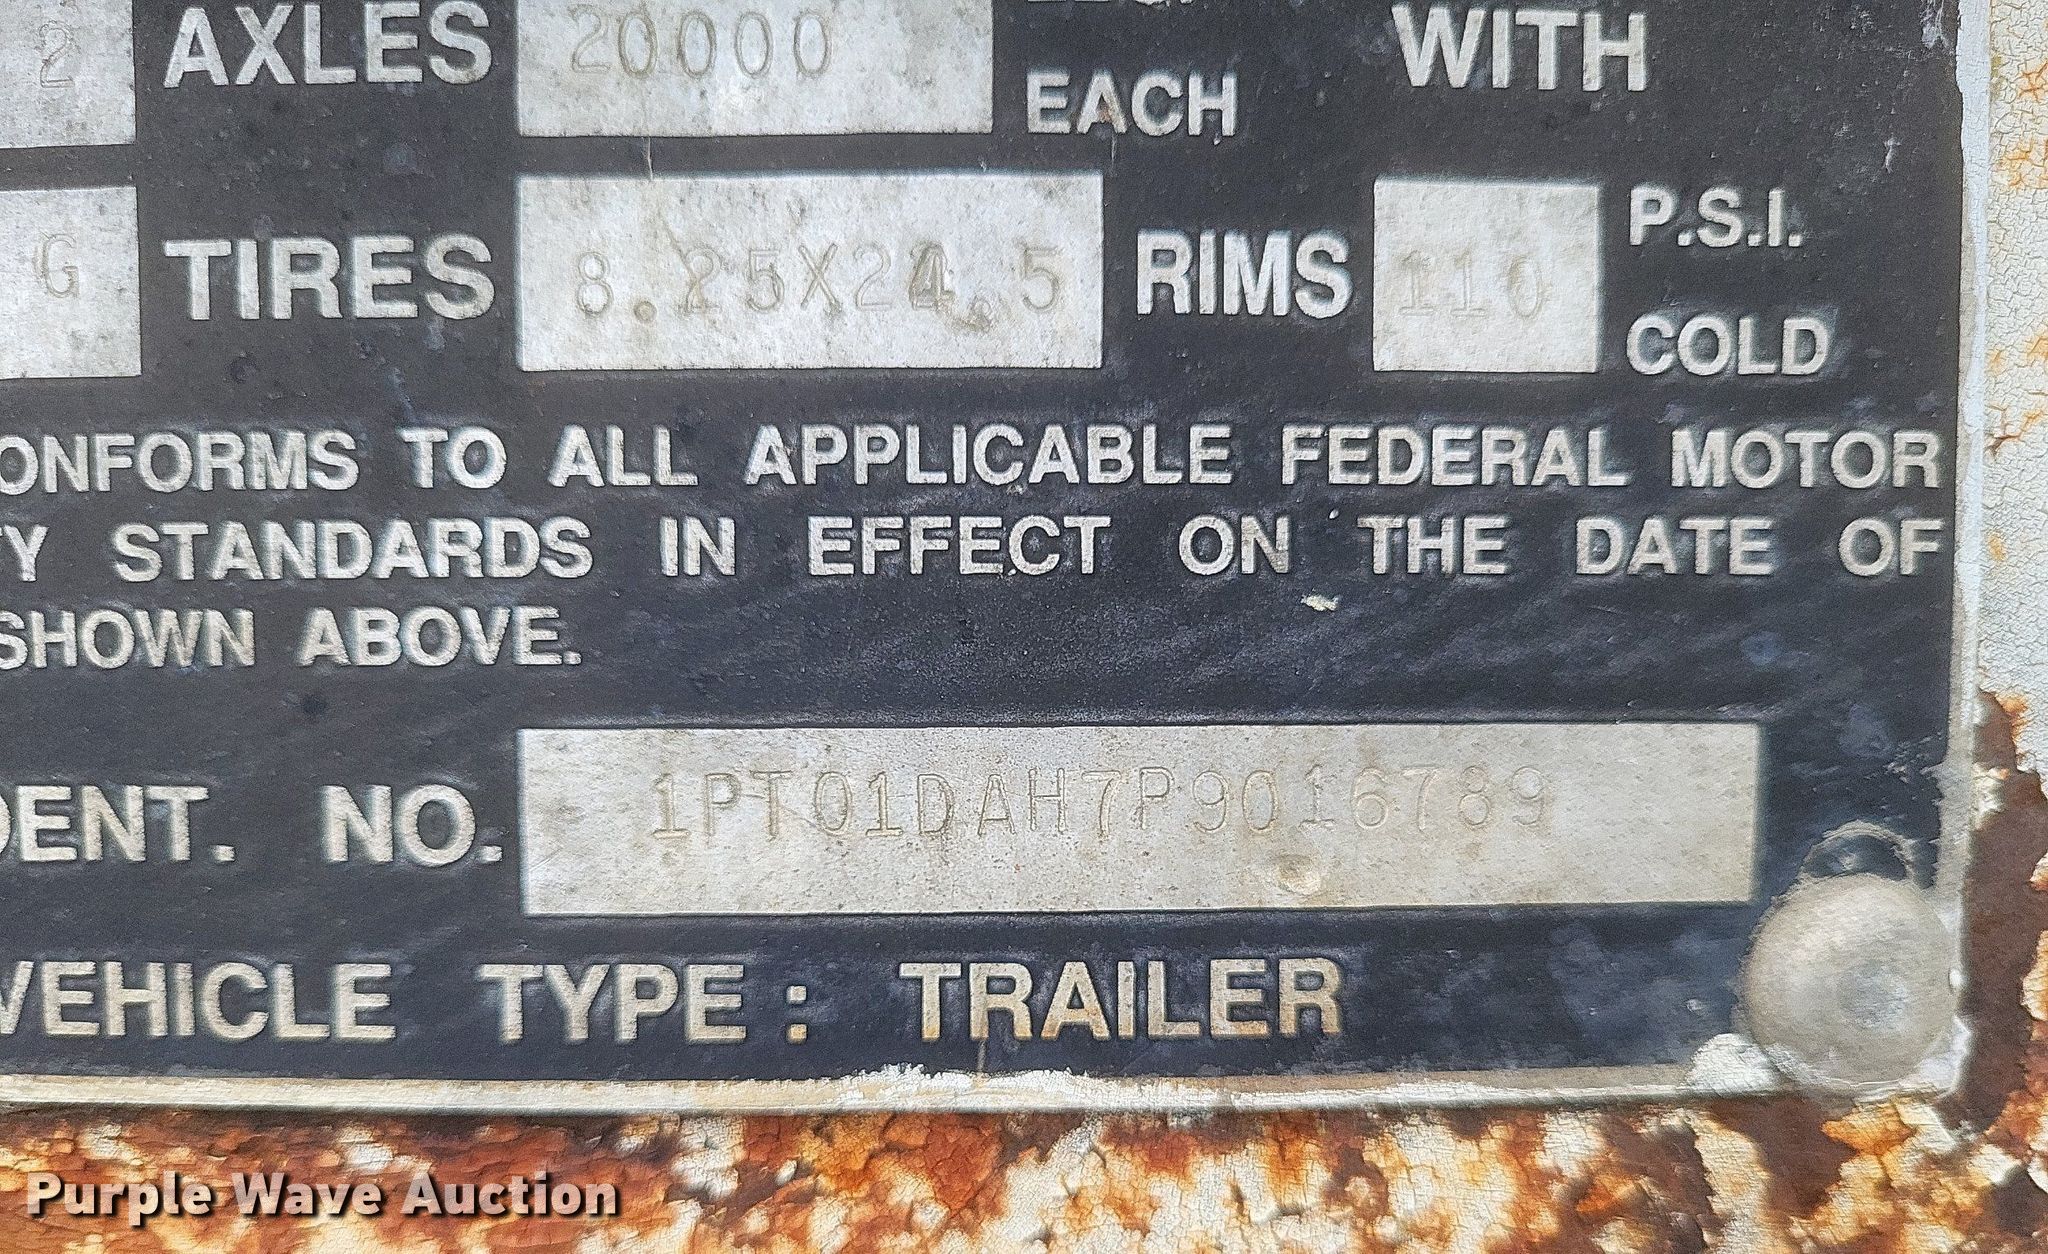 2 AXLES 20000 EACH WITH
G TIRES 8.25X24.5 RIMS 110 P.S.I. COLD
ONFORMS TO ALL APPLICABLE FEDERAL MOTOR
TY STANDARDS IN EFFECT ON THE DATE OF
SHOWN ABOVE.
DENT. NO. 1PT01DAH7P9016789
VEHICLE TYPE: TRAILER
Purple Wave Auction